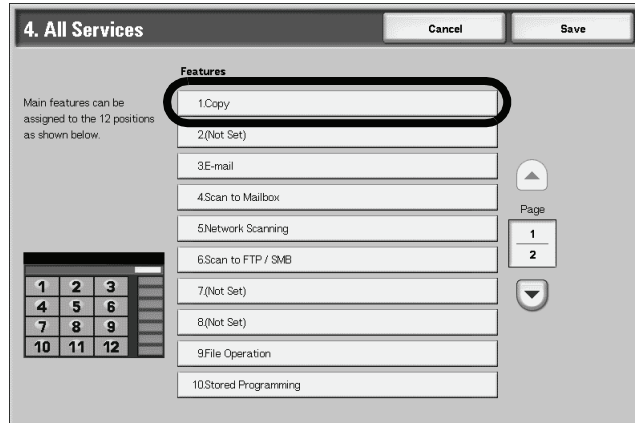 4. All Services
Cancel
Save
Features
Main features can be
assigned to the 12 positions
as shown below.
1.Copy
2.(Not Set)
3.E-mail
4.Scan to Mailbox
5.Network Scanning
6.Scan to FTP / SMB
7.(Not Set)
8.(Not Set)
9.File Operation
10.Stored Programming
Page
1
2
1 2 3
4 5 6
7 8 9
10 11 12